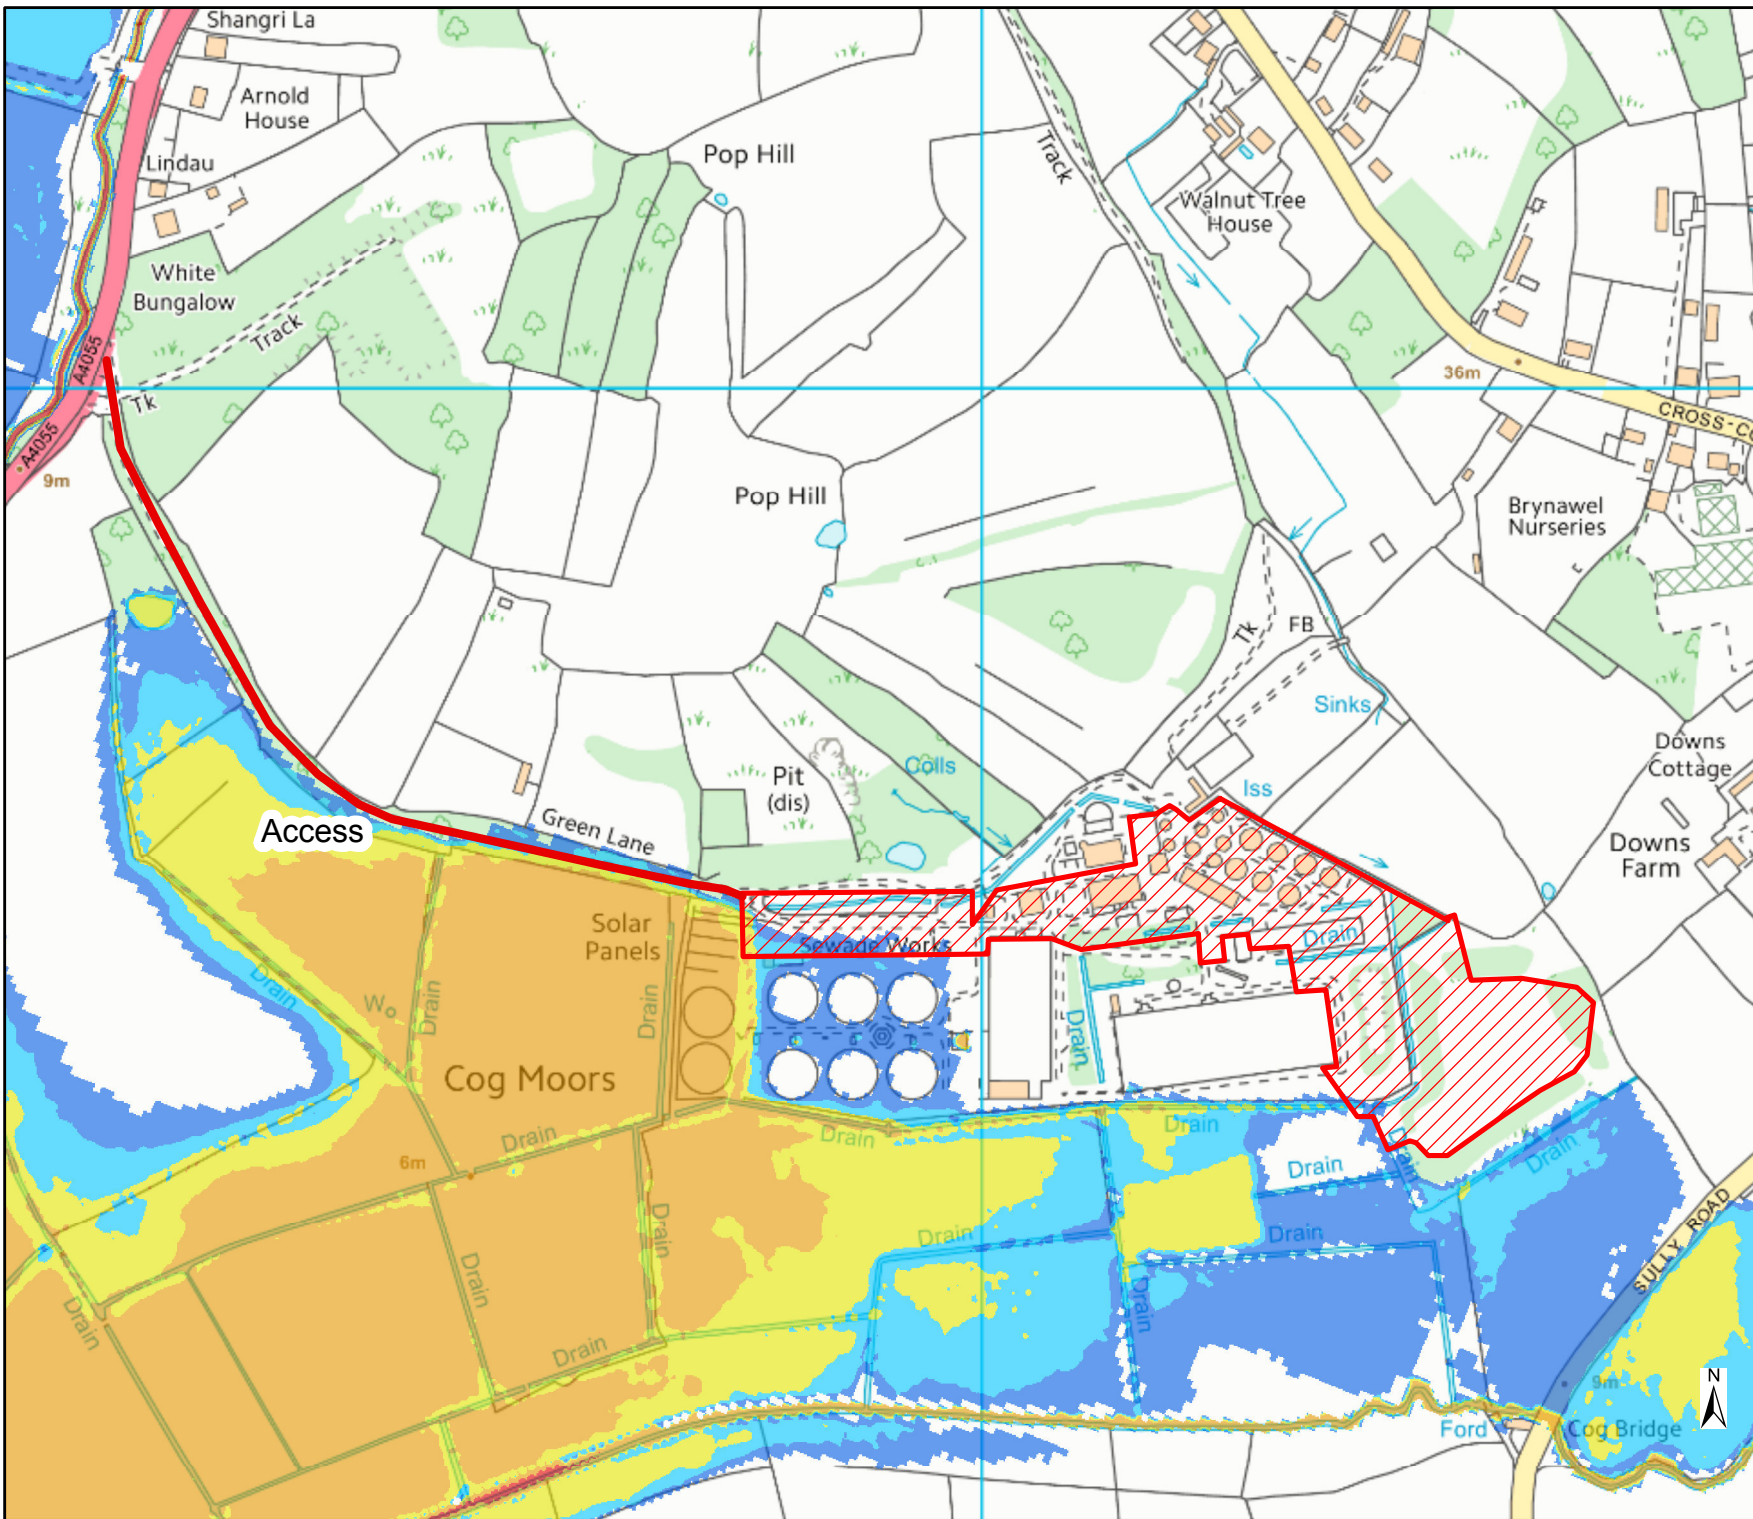 Shangri La
Arnold
House
Lindau
Pop Hill
Track
Walnut Tree
House
White
Bungalow
Track
A4055
Tk
A4055
9m
36m
CROSS-CO
Pop Hill
Brynawel
Nurseries
Tk
FB
Sinks
Downs
Cottage
Colls
Pit
(dis)
Iss
Green Lane
Access
Downs
Farm
Solar
Panels
Sewage Works
Drain
Drain
W
Drain
Drain
Drain
Cog Moors
Drain
Drain
Drain
Drain
Drain
Drain
Drain
6m
Drain
Drain
Drain
Drain
Drain
Drain
Drain
SULLY ROAD
N
9m
Ford
Cog Bridge